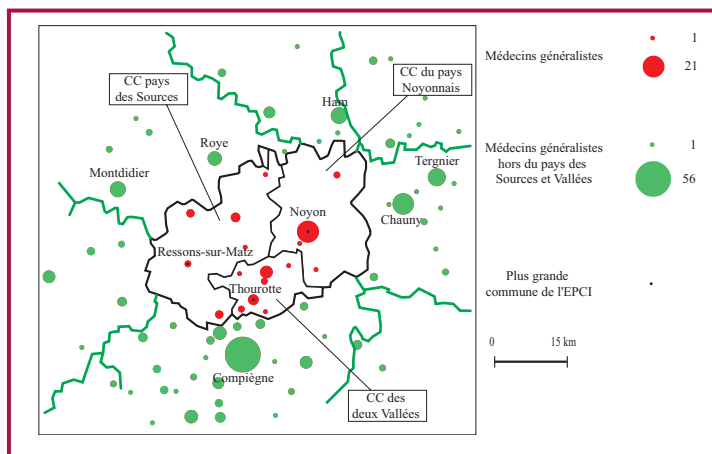 CC pays
des Sources
CC du pays
Noyonnais
Ham
Roye
Tergnier
Montdidier
Noyon
Chauny
Ressons-sur-Matz
Thourotte
Compiègne
CC des
deux Vallées
Médecins généralistes
1
21
Médecins généralistes
hors du pays des
Sources et Vallées
1
56
Plus grande
commune de l'EPCI
0
15 km